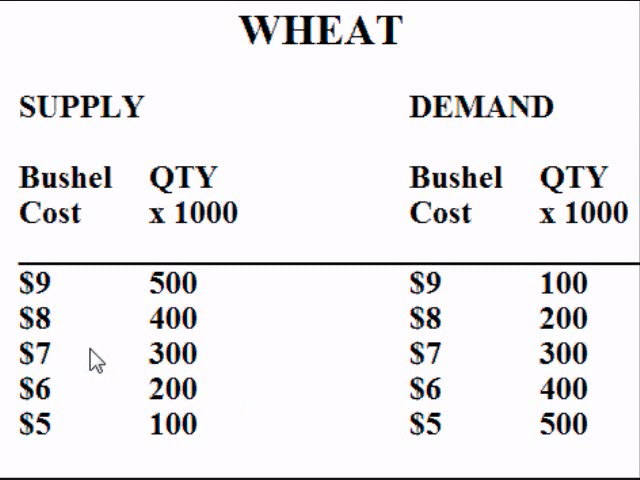 WHEAT
SUPPLY DEMAND
Bushel QTY Bushel QTY
Cost x 1000 Cost x 1000
$9 500 $9 100
$8 400 $8 200
$7 300 $7 300
$6 200 $6 400
$5 100 $5 500